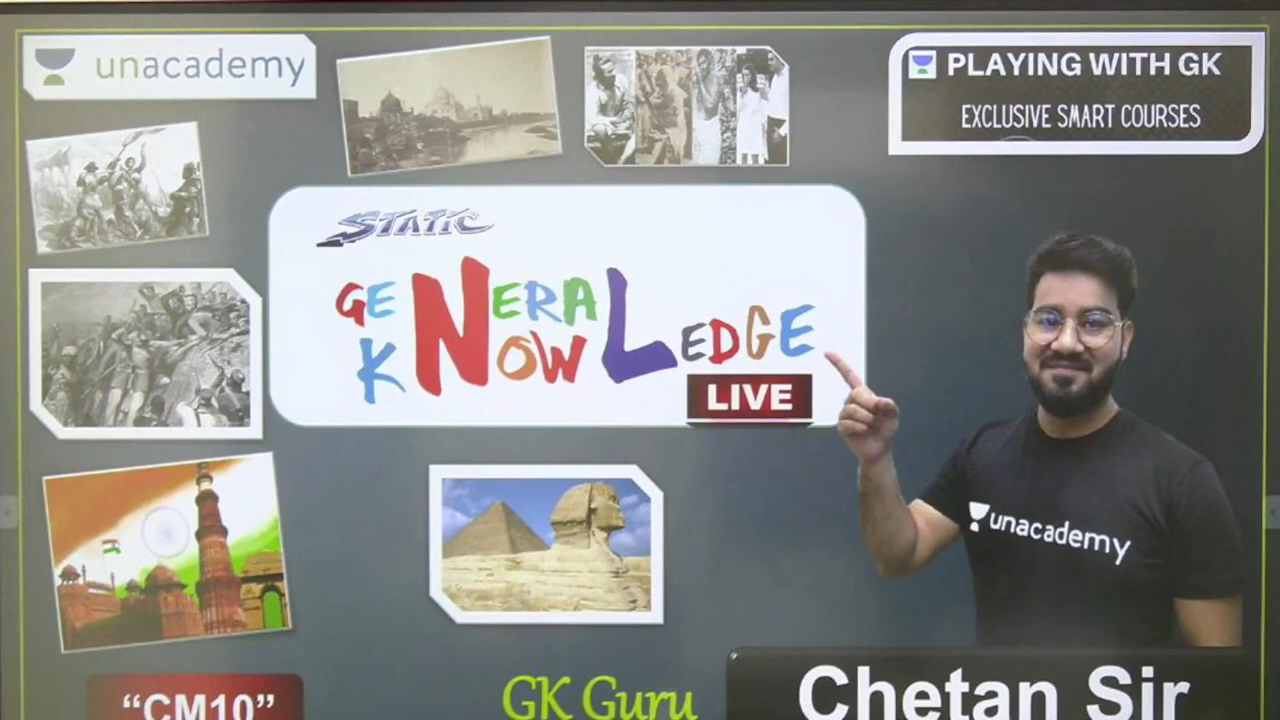 unacademy
PLAYING WITH GK
EXCLUSIVE SMART COURSES
STATIC
GENERAL
KNOWLEDGE
LIVE
unacademy
"CM10"
GK Guru
Chetan Sir